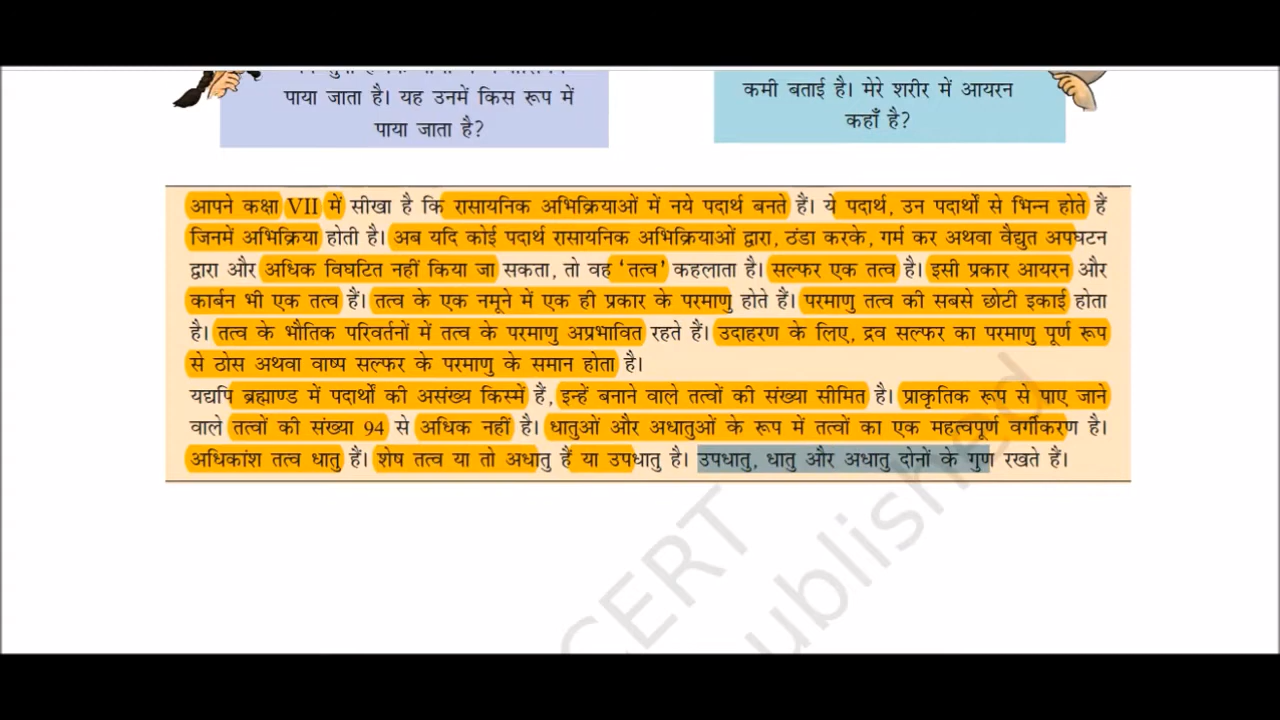 पाया जाता है। यह उनमें किस रूप में
पाया जाता है?
कमी बताई है। मेरे शरीर में आयरन
कहाँ है?
आपने कक्षा VII में सीखा है कि रासायनिक अभिक्रियाओं में नये पदार्थ बनते हैं। ये पदार्थ, उन पदार्थों से भिन्न होते हैं
जिनमें अभिक्रिया होती है। अब यदि कोई पदार्थ रासायनिक अभिक्रियाओं द्वारा, ठंडा करके, गर्म कर अथवा वैद्युत अपघटन
द्वारा और अधिक विघटित नहीं किया जा सकता, तो वह ‘तत्व’ कहलाता है। सल्फर एक तत्व है। इसी प्रकार आयरन और
कार्बन भी एक तत्व हैं। तत्व के एक नमूने में एक ही प्रकार के परमाणु होते हैं। परमाणु तत्व की सबसे छोटी इकाई होता
है। तत्व के भौतिक परिवर्तनों में तत्व के परमाणु अप्रभावित रहते हैं। उदाहरण के लिए, द्रव सल्फर का परमाणु पूर्ण रूप
से ठोस अथवा वाष्प सल्फर के परमाणु के समान होता है।
यद्यपि ब्रह्माण्ड में पदार्थों की असंख्य किस्में हैं, इन्हें बनाने वाले तत्वों की संख्या सीमित है। प्राकृतिक रूप से पाए जाने
वाले तत्वों की संख्या 94 से अधिक नहीं है। धातुओं और अधातुओं के रूप में तत्वों का एक महत्वपूर्ण वर्गीकरण है।
अधिकांश तत्व धातु हैं। शेष तत्व या तो अधातु हैं या उपधातु है। उपधातु, धातु और अधातु दोनों के गुण रखते हैं।
CERT
ublished